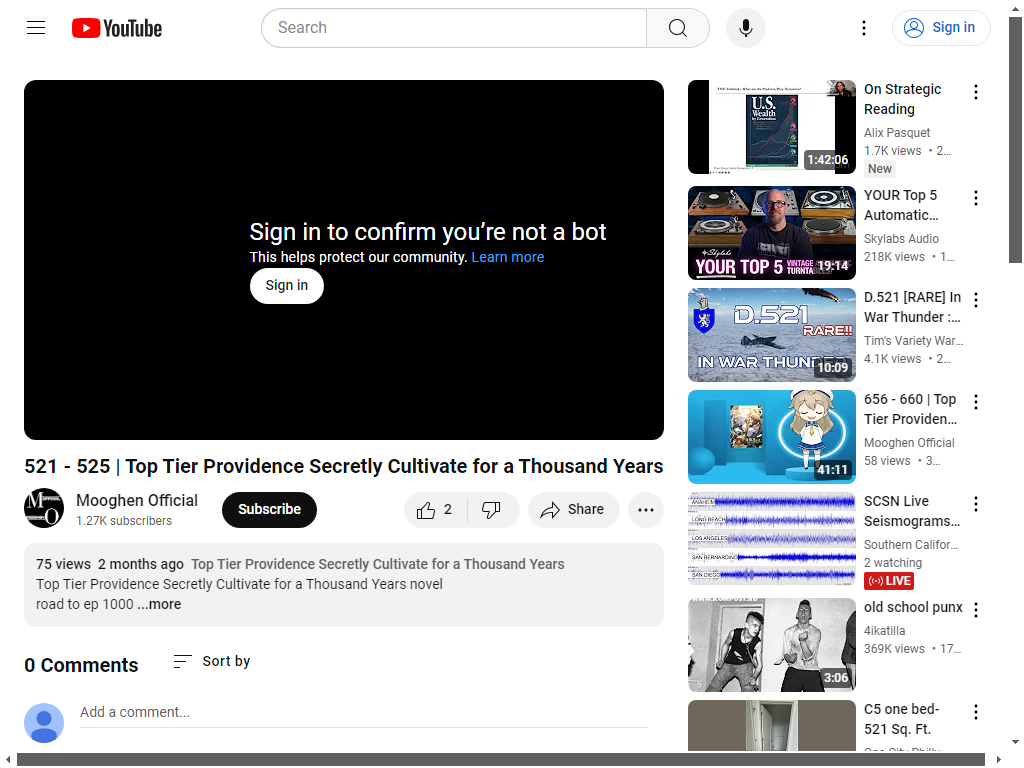 YouTube
Search
Sign in
Sign in to confirm you’re not a bot
This helps protect our community. Learn more
Sign in
521 - 525 | Top Tier Providence Secretly Cultivate for a Thousand Years
Mooghen Official
1.27K subscribers
Subscribe
2
Share
75 views 2 months ago Top Tier Providence Secretly Cultivate for a Thousand Years
Top Tier Providence Secretly Cultivate for a Thousand Years novel
road to ep 1000 ...more
0 Comments
Sort by
Add a comment...
U.S.
Wealth
by Generation
1:42:06
On Strategic
Reading
Alix Pasquet
1.7K views • 2...
New
Skylabs
YOUR TOP 5 VINTAGE
19:14
YOUR Top 5
Automatic...
Skylabs Audio
218K views • 1...
D.521
RARE!!
IN WAR THUNDER
10:09
D.521 [RARE] In
War Thunder :...
Tim's Variety War...
4.1K views • 2...
41:11
656 - 660 | Top
Tier Providen...
Mooghen Official
58 views • 3...
ANAHEIM
LONG BEACH
LOS ANGELES
SAN BERNARDINO
SAN DIEGO
SCSN Live
Seismograms...
Southern Califor...
2 watching
LIVE
3:06
old school punx
4ikatilla
369K views • 17...
C5 one bed-
521 Sq. Ft.
One City Philly